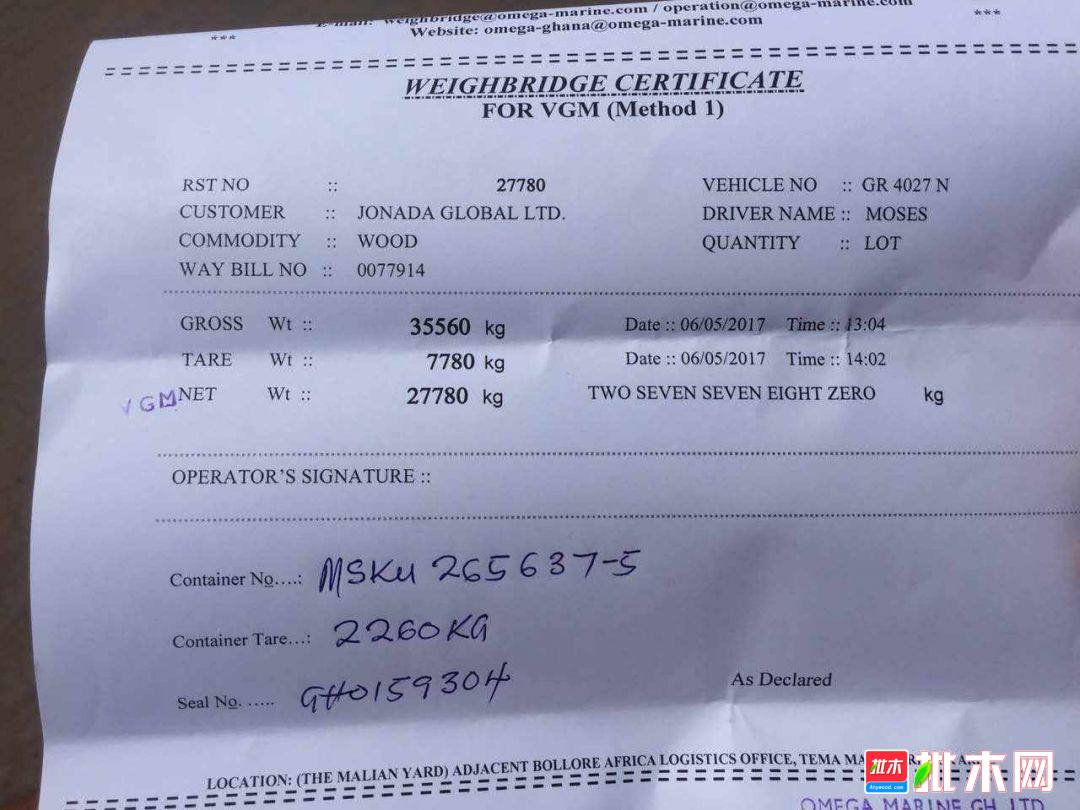 E-mail: weighbridge@omega-marine.com / operation@omega-marine.com
*** Website: omega-ghana@omega-marine.com ***
WEIGHBRIDGE CERTIFICATE
FOR VGM (Method 1)
RST NO :: 27780 VEHICLE NO :: GR 4027 N
CUSTOMER :: JONADA GLOBAL LTD. DRIVER NAME :: MOSES
COMMODITY :: WOOD QUANTITY :: LOT
WAY BILL NO :: 0077914
GROSS Wt :: 35560 kg Date :: 06/05/2017 Time :: 13:04
TARE Wt :: 7780 kg Date :: 06/05/2017 Time :: 14:02
VGM NET Wt :: 27780 kg TWO SEVEN SEVEN EIGHT ZERO kg
OPERATOR'S SIGNATURE ::
Container No....: MSKU 265637-5
Container Tare...: 2260KG
Seal No. ..... GH0159304
As Declared
LOCATION: (THE MALIAN YARD) ADJACENT BOLLORE AFRICA LOGISTICS OFFICE, TEMA
OMEGA MARINE GH LTD
批木 Anywood.com 批木网